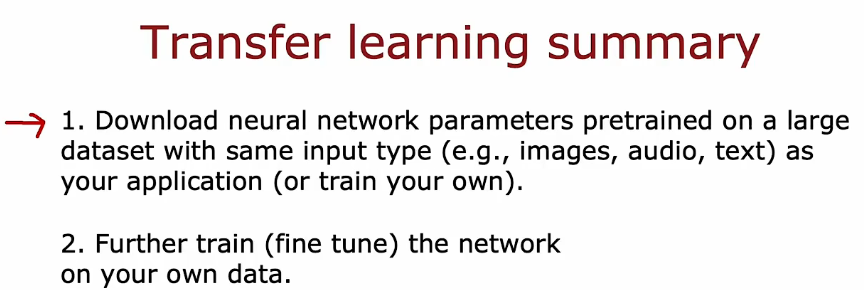 Transfer learning summary
1. Download neural network parameters pretrained on a large
dataset with same input type (e.g., images, audio, text) as
your application (or train your own).
2. Further train (fine tune) the network
on your own data.